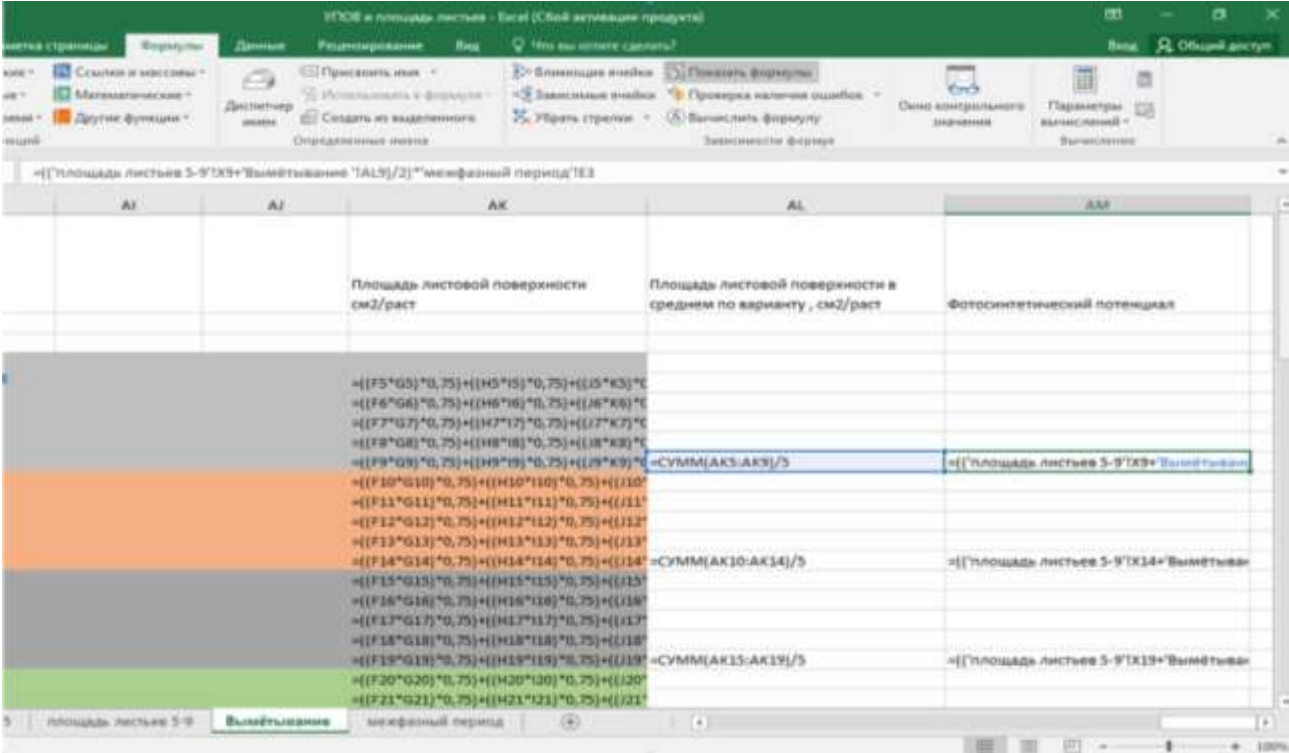 УПОВ и площадь листьев - Excel (Сбой активации продукта)
метка страницы Формулы Данные Рецензирование Вид Что вы хотите сделать? Вход Общий доступ
Ссылки и массивы
Математические
Другие функции
Диспетчер имен
Присвоить имя
Использовать в формуле
Создать из выделенного
Определенные имена
Влияющие ячейки
Зависимые ячейки
Убрать стрелки
Показать формулы
Проверка наличия ошибок
Вычислить формулу
Зависимости формул
Окно контрольного значения
Параметры вычислений
Вычисление
=(('площадь листьев 5-9'!X9+'Вымётывание '!AL9)/2)*'межфазный период'!E3
AI AJ AK AL AM
Площадь листовой поверхности
см2/раст
Площадь листовой поверхности в
среднем по варианту , см2/раст
Фотосинтетический потенциал
=((F5*G5)*0,75)+((H5*I5)*0,75)+((J5*K5)*0
=((F6*G6)*0,75)+((H6*I6)*0,75)+((J6*K6)*0
=((F7*G7)*0,75)+((H7*I7)*0,75)+((J7*K7)*0
=((F8*G8)*0,75)+((H8*I8)*0,75)+((J8*K8)*0
=((F9*G9)*0,75)+((H9*I9)*0,75)+((J9*K9)*0 =СУММ(AK5:AK9)/5 =(('площадь листьев 5-9'!X9+'Вымётывани
=((F10*G10)*0,75)+((H10*I10)*0,75)+((J10*
=((F11*G11)*0,75)+((H11*I11)*0,75)+((J11*
=((F12*G12)*0,75)+((H12*I12)*0,75)+((J12*
=((F13*G13)*0,75)+((H13*I13)*0,75)+((J13*
=((F14*G14)*0,75)+((H14*I14)*0,75)+((J14* =СУММ(AK10:AK14)/5 =(('площадь листьев 5-9'!X14+'Вымётыван
=((F15*G15)*0,75)+((H15*I15)*0,75)+((J15*
=((F16*G16)*0,75)+((H16*I16)*0,75)+((J16*
=((F17*G17)*0,75)+((H17*I17)*0,75)+((J17*
=((F18*G18)*0,75)+((H18*I18)*0,75)+((J18*
=((F19*G19)*0,75)+((H19*I19)*0,75)+((J19* =СУММ(AK15:AK19)/5 =(('площадь листьев 5-9'!X19+'Вымётыван
=((F20*G20)*0,75)+((H20*I20)*0,75)+((J20*
=((F21*G21)*0,75)+((H21*I21)*0,75)+((J21*
5 площадь листьев 5-9 Вымётывание межфазный период
100%